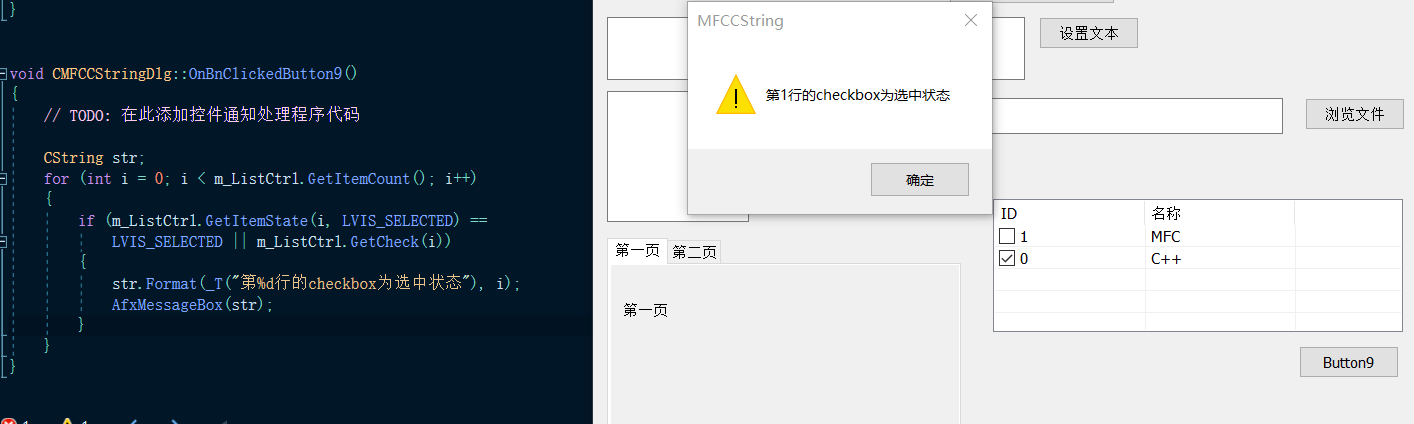 }
void CMFCCStringDlg::OnBnClickedButton9()
{
// TODO: 在此添加控件通知处理程序代码
CString str;
for (int i = 0; i < m_ListCtrl.GetItemCount(); i++)
{
if (m_ListCtrl.GetItemState(i, LVIS_SELECTED) ==
LVIS_SELECTED || m_ListCtrl.GetCheck(i))
{
str.Format(_T("第%d行的checkbox为选中状态"), i);
AfxMessageBox(str);
}
}
}
MFCCString
第1行的checkbox为选中状态
确定
设置文本
浏览文件
ID 名称
1 MFC
0 C++
第一页 第二页
第一页
Button9